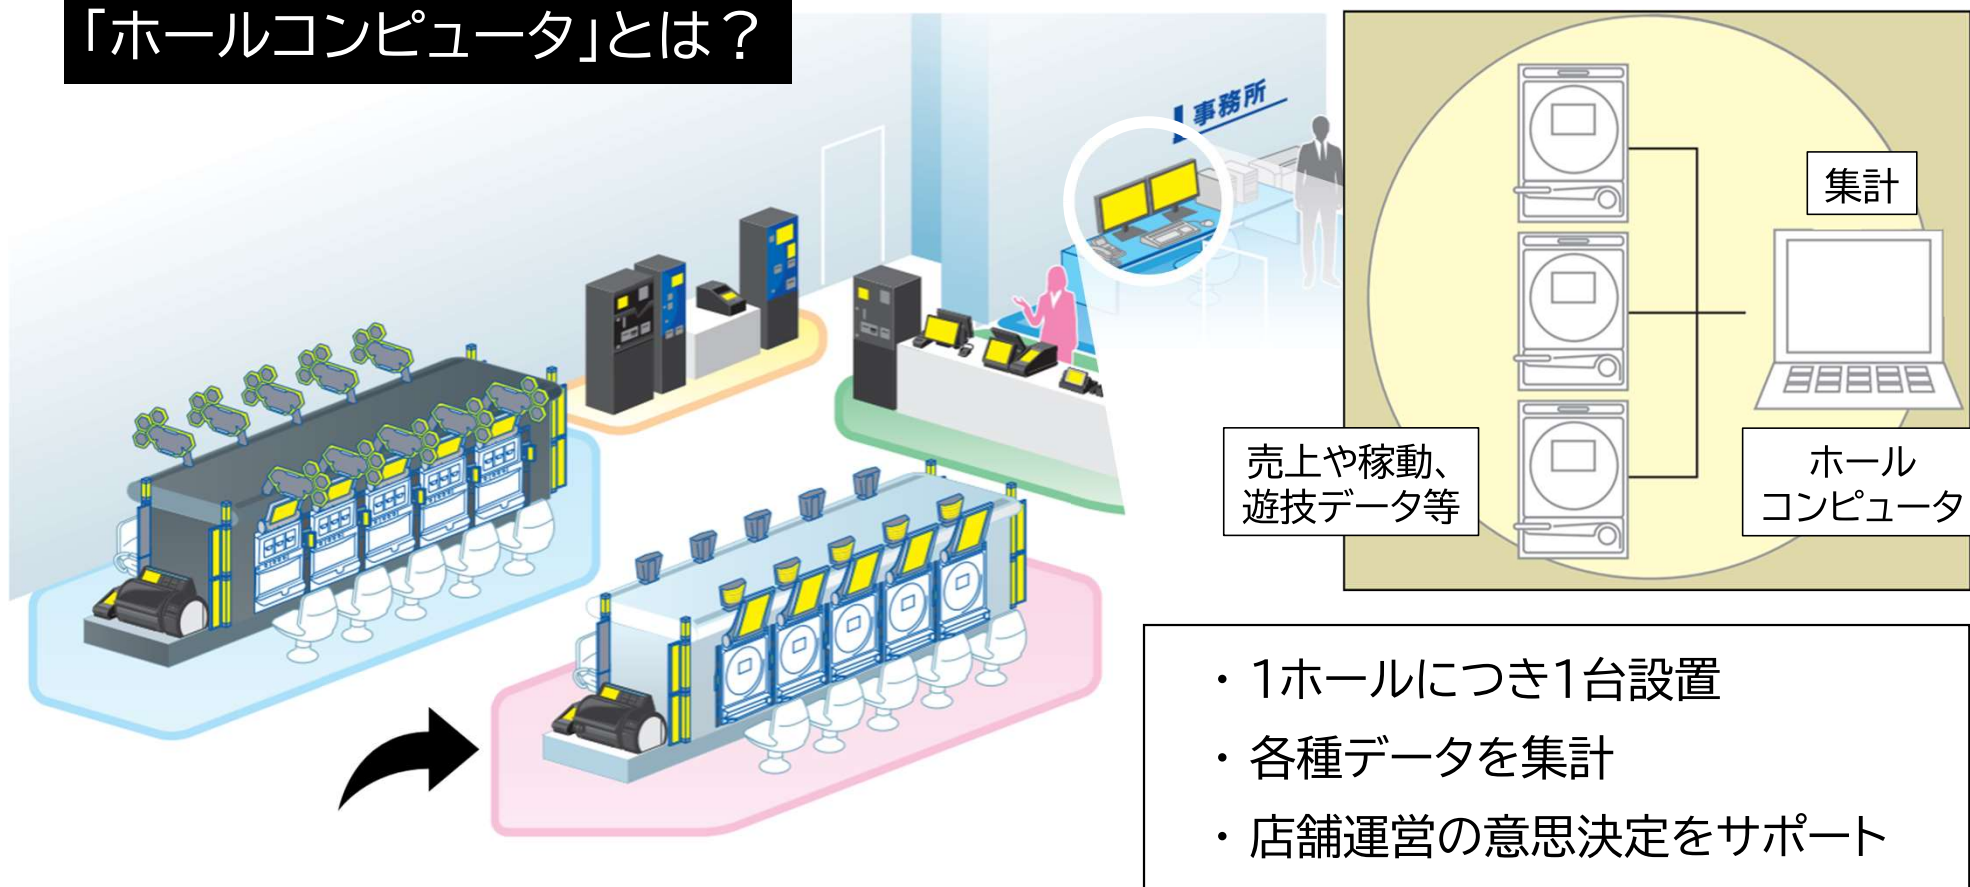 「ホールコンピュータ」とは？
事務所
集計
売上や稼動、
遊技データ等
ホール
コンピュータ
・1ホールにつき1台設置
・各種データを集計
・店舗運営の意思決定をサポート